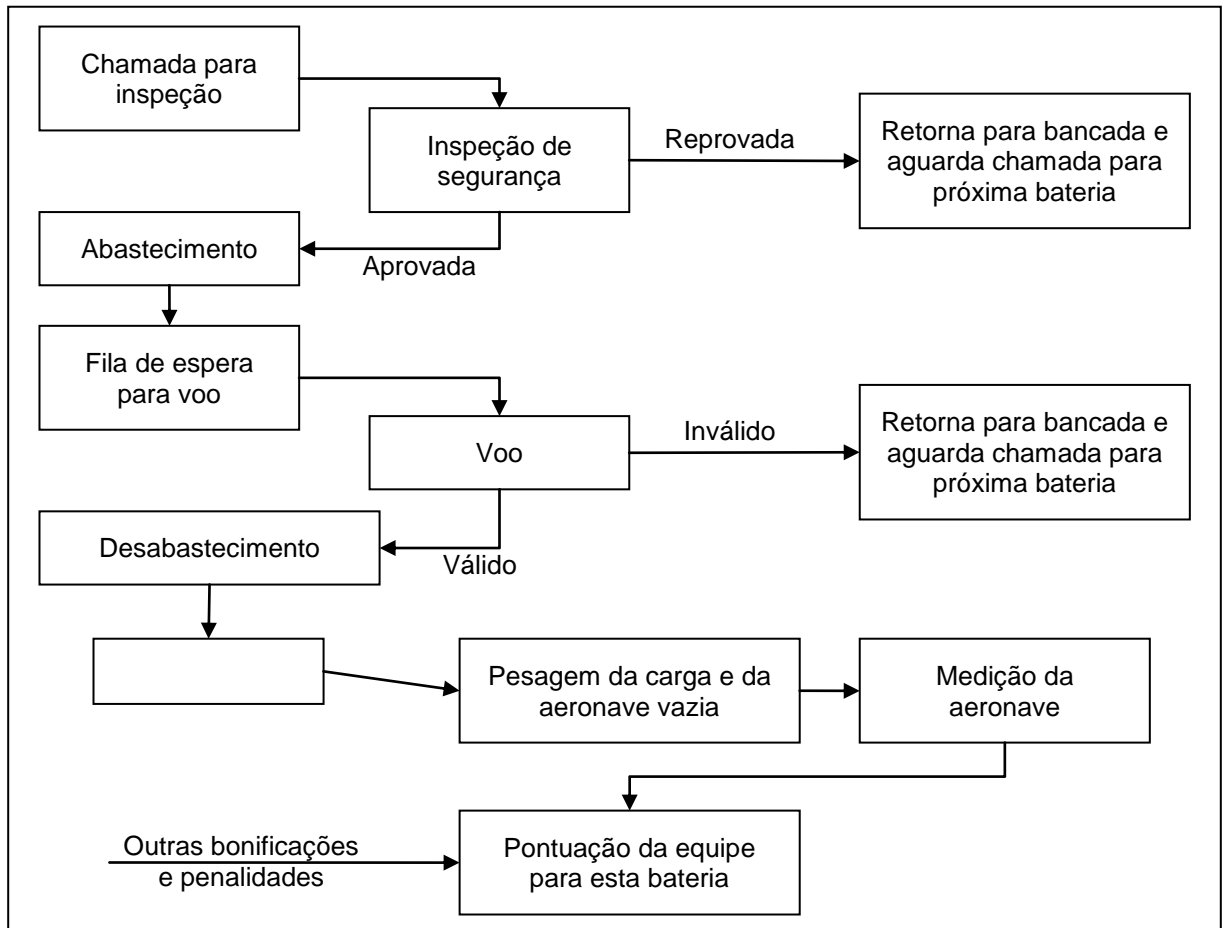 Chamada para
inspeção
Inspeção de
segurança
Reprovada
Retorna para bancada e
aguarda chamada para
próxima bateria
Abastecimento
Aprovada
Fila de espera
para voo
Voo
Inválido
Retorna para bancada e
aguarda chamada para
próxima bateria
Desabastecimento
Válido
Pesagem da carga e da
aeronave vazia
Medição da
aeronave
Outras bonificações
e penalidades
Pontuação da equipe
para esta bateria